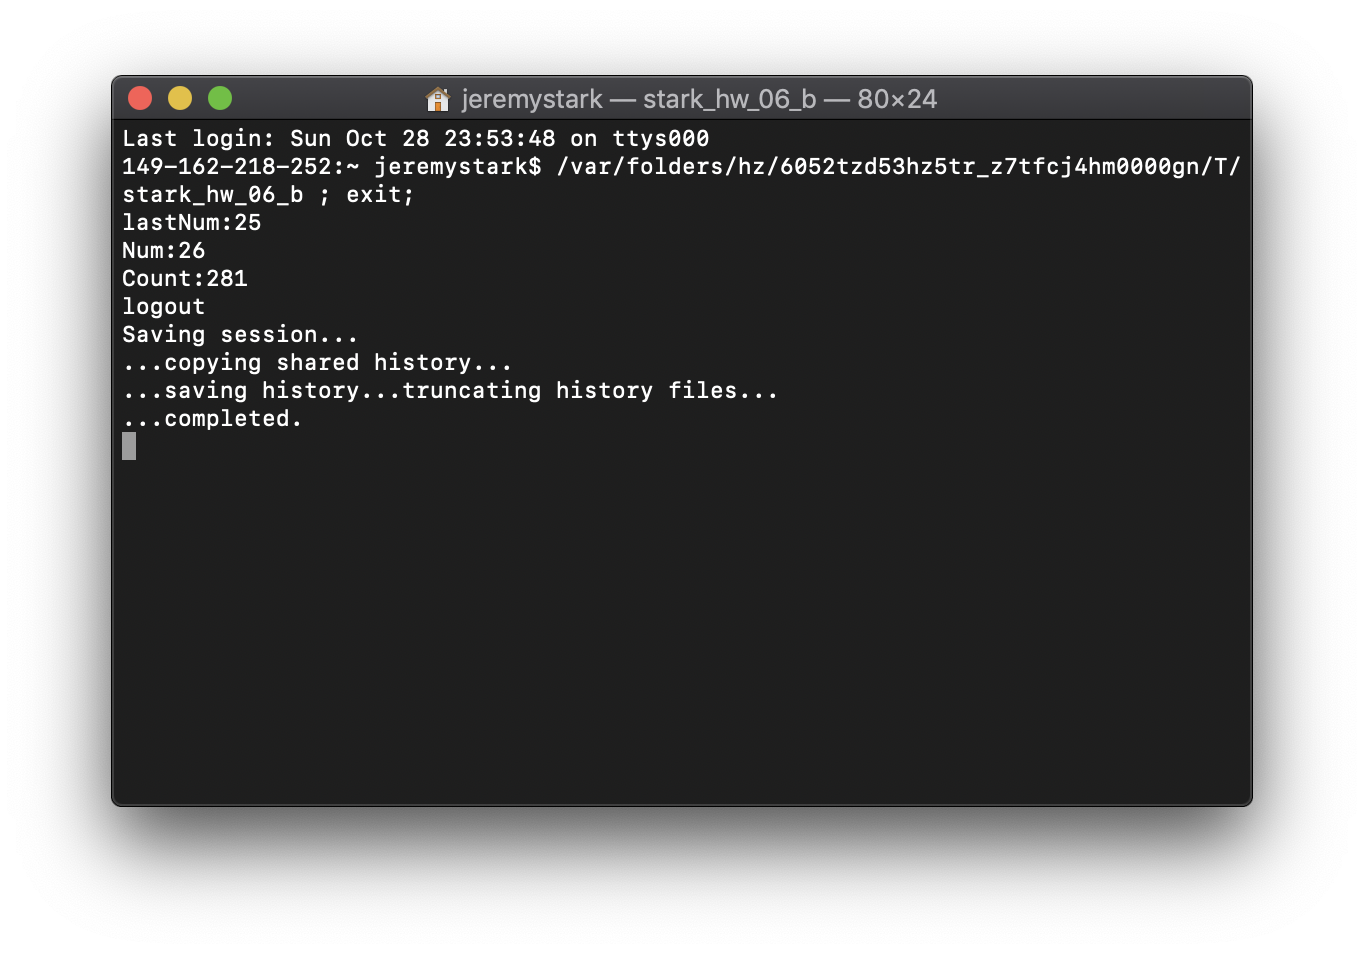 jeremystark — stark_hw_06_b — 80×24
Last login: Sun Oct 28 23:53:48 on ttys000
149-162-218-252:~ jeremystark$ /var/folders/hz/6052tzd53hz5tr_z7tfcj4hm0000gn/T/
stark_hw_06_b ; exit;
lastNum:25
Num:26
Count:281
logout
Saving session...
...copying shared history...
...saving history...truncating history files...
...completed.